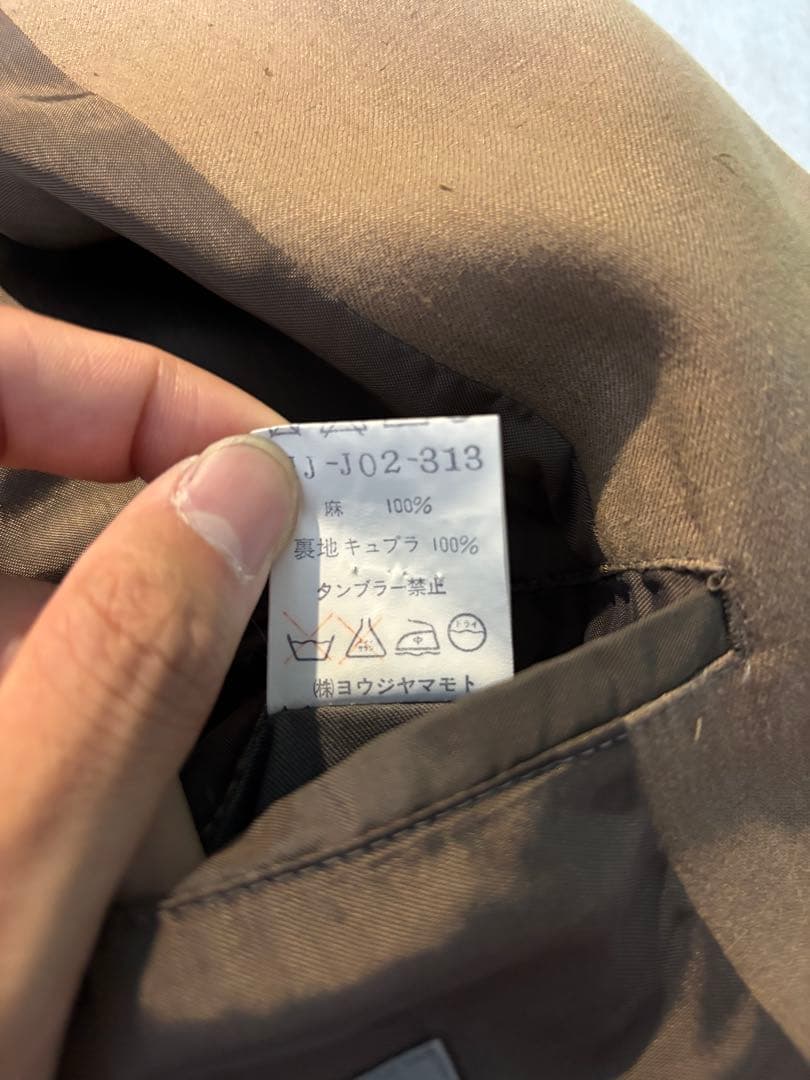 J-J02-313
麻 100%
裏地キュプラ 100%
タンブラー禁止
中
ドライ
(株)ヨウジヤマモト